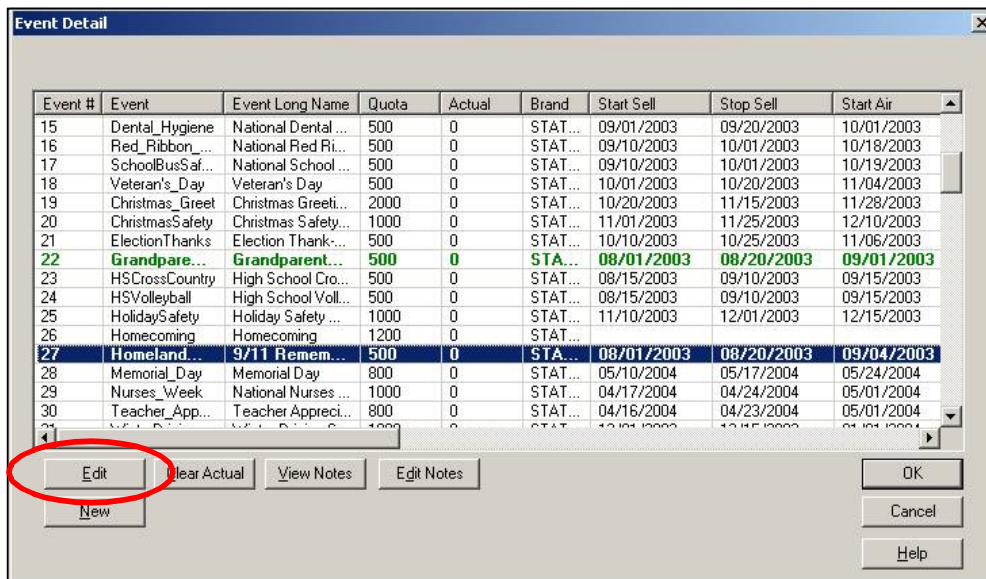 Event Detail
Event # Event Event Long Name Quota Actual Brand Start Sell Stop Sell Start Air
15 Dental_Hygiene National Dental ... 500 0 STAT... 09/01/2003 09/20/2003 10/01/2003
16 Red_Ribbon_... National Red Ri... 500 0 STAT... 09/10/2003 10/01/2003 10/18/2003
17 SchoolBusSaf... National School ... 500 0 STAT... 09/10/2003 10/01/2003 10/19/2003
18 Veteran's_Day Veteran's Day 500 0 STAT... 10/01/2003 10/20/2003 11/04/2003
19 Christmas_Greet Christmas Greeti... 2000 0 STAT... 10/20/2003 11/15/2003 11/28/2003
20 ChristmasSafety Christmas Safety... 1000 0 STAT... 11/01/2003 11/25/2003 12/10/2003
21 ElectionThanks Election Thank-... 500 0 STAT... 10/10/2003 10/25/2003 11/06/2003
22 Grandpare... Grandparent... 500 0 STA... 08/01/2003 08/20/2003 09/01/2003
23 HSCrossCountry High School Cro... 500 0 STAT... 08/15/2003 09/10/2003 09/15/2003
24 HSVolleyball High School Voll... 500 0 STAT... 08/15/2003 09/10/2003 09/15/2003
25 HolidaySafety Holiday Safety ... 1000 0 STAT... 11/10/2003 12/01/2003 12/15/2003
26 Homecoming Homecoming 1200 0 STAT...
27 Homeland... 9/11 Remem... 500 0 STA... 08/01/2003 08/20/2003 09/04/2003
28 Memorial_Day Memorial Day 800 0 STAT... 05/10/2004 05/17/2004 05/24/2004
29 Nurses_Week National Nurses ... 1000 0 STAT... 04/17/2004 04/24/2004 05/01/2004
30 Teacher_App... Teacher Appreci... 800 0 STAT... 04/16/2004 04/23/2004 05/01/2004
Edit Clear Actual View Notes Edit Notes OK
New Cancel
Help